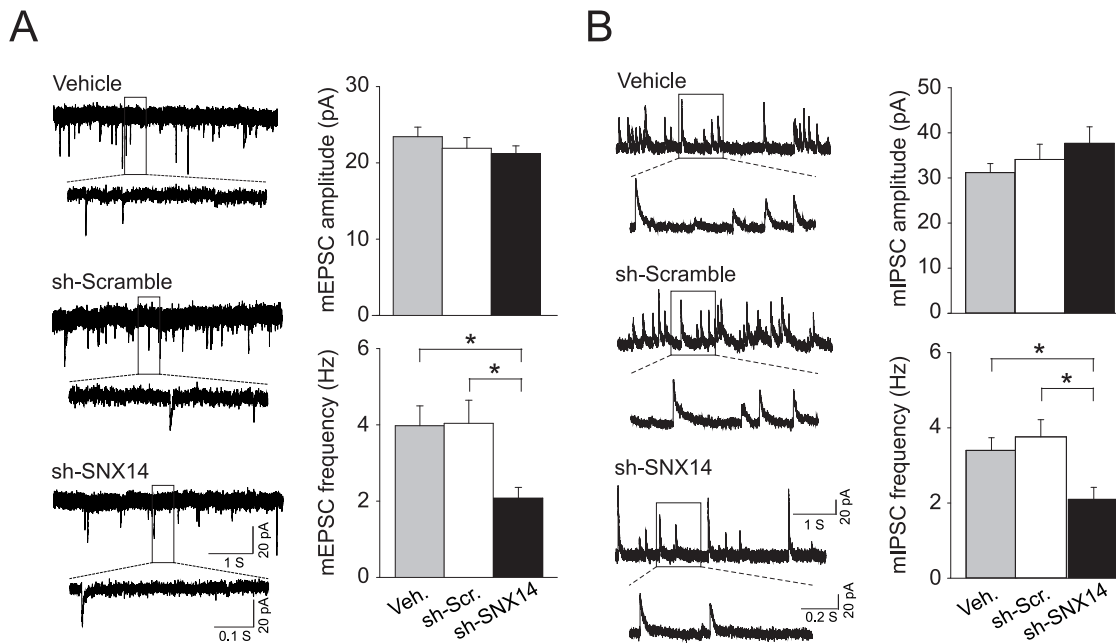 A
B
Vehicle
sh-Scramble
sh-SNX14
1 S
20 pA
0.1 S
20 pA
mEPSC amplitude (pA)
30
20
10
0
mEPSC frequency (Hz)
6
4
2
0
*
*
Veh.
sh-Scr.
sh-SNX14
Vehicle
sh-Scramble
sh-SNX14
1 S
20 pA
0.2 S
20 pA
mIPSC amplitude (pA)
50
40
30
30
10
0
mIPSC frequency (Hz)
6
4
2
0
*
*
Veh.
sh-Scr.
sh-SNX14